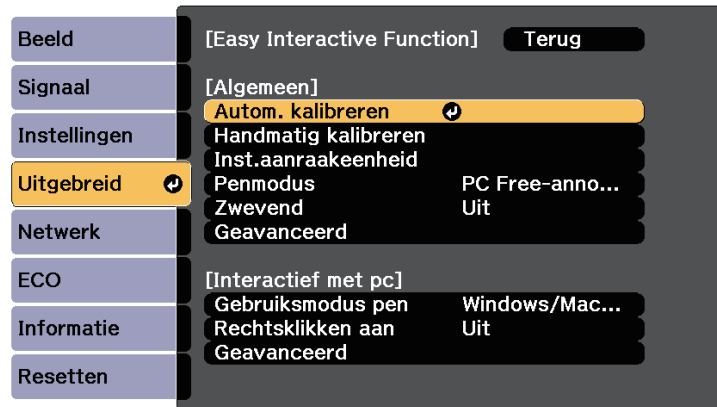 Beeld
Signaal
Instellingen
Uitgebreid
Netwerk
ECO
Informatie
Resetten
[Easy Interactive Function] Terug
[Algemeen]
Autom. kalibreren
Handmatig kalibreren
Inst.aanraakeenheid
Penmodus PC Free-anno...
Zwevend Uit
Geavanceerd
[Interactief met pc]
Gebruiksmodus pen Windows/Mac...
Rechtsklikken aan Uit
Geavanceerd